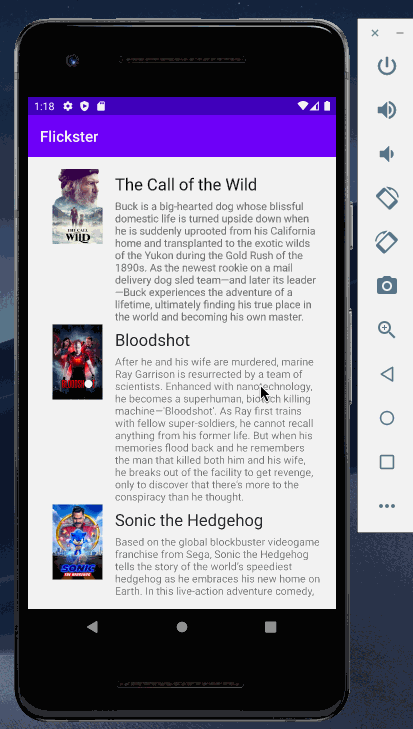 1:18
Flickster
The Call of the Wild
Buck is a big-hearted dog whose blissful
domestic life is turned upside down when
he is suddenly uprooted from his California
home and transplanted to the exotic wilds
of the Yukon during the Gold Rush of the
1890s. As the newest rookie on a mail
delivery dog sled team—and later its leader
—Buck experiences the adventure of a
lifetime, ultimately finding his true place in
the world and becoming his own master.
THE CALL
OF THE
WILD
Bloodshot
After he and his wife are murdered, marine
Ray Garrison is resurrected by a team of
scientists. Enhanced with nanotechnology,
he becomes a superhuman, biotech killing
machine—'Bloodshot'. As Ray first trains
with fellow super-soldiers, he cannot recall
anything from his former life. But when his
memories flood back and he remembers
the man that killed both him and his wife,
he breaks out of the facility to get revenge,
only to discover that there's more to the
conspiracy than he thought.
Sonic the Hedgehog
Based on the global blockbuster videogame
franchise from Sega, Sonic the Hedgehog
tells the story of the world's speediest
hedgehog as he embraces his new home on
Earth. In this live-action adventure comedy,
SONIC
THE HEDGEHOG